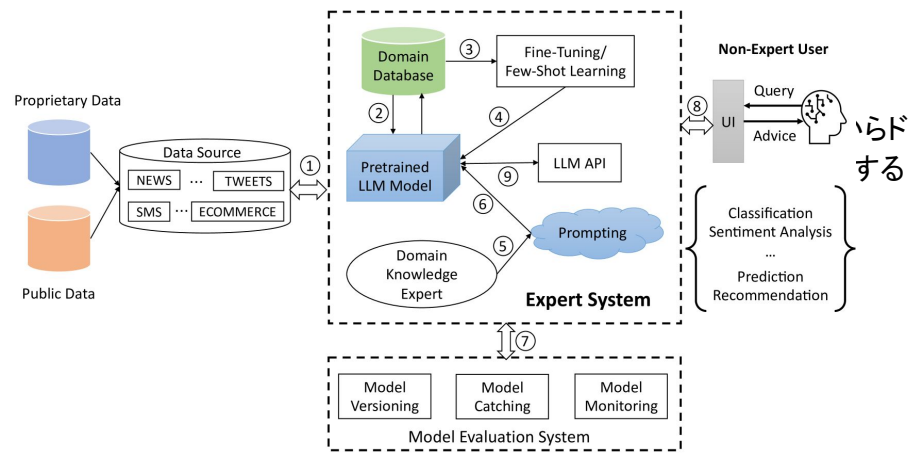 Proprietary Data
Public Data
Data Source
NEWS ... TWEETS
SMS ... ECOMMERCE
①
Domain
Database
②
③
Fine-Tuning/
Few-Shot Learning
④
Pretrained
LLM Model
⑨
LLM API
⑥
⑤
Prompting
Domain
Knowledge
Expert
Expert System
⑦
Model
Versioning
Model
Catching
Model
Monitoring
Model Evaluation System
⑧
Non-Expert User
UI
Query
Advice
らド
する
Classification
Sentiment Analysis
...
Prediction
Recommendation